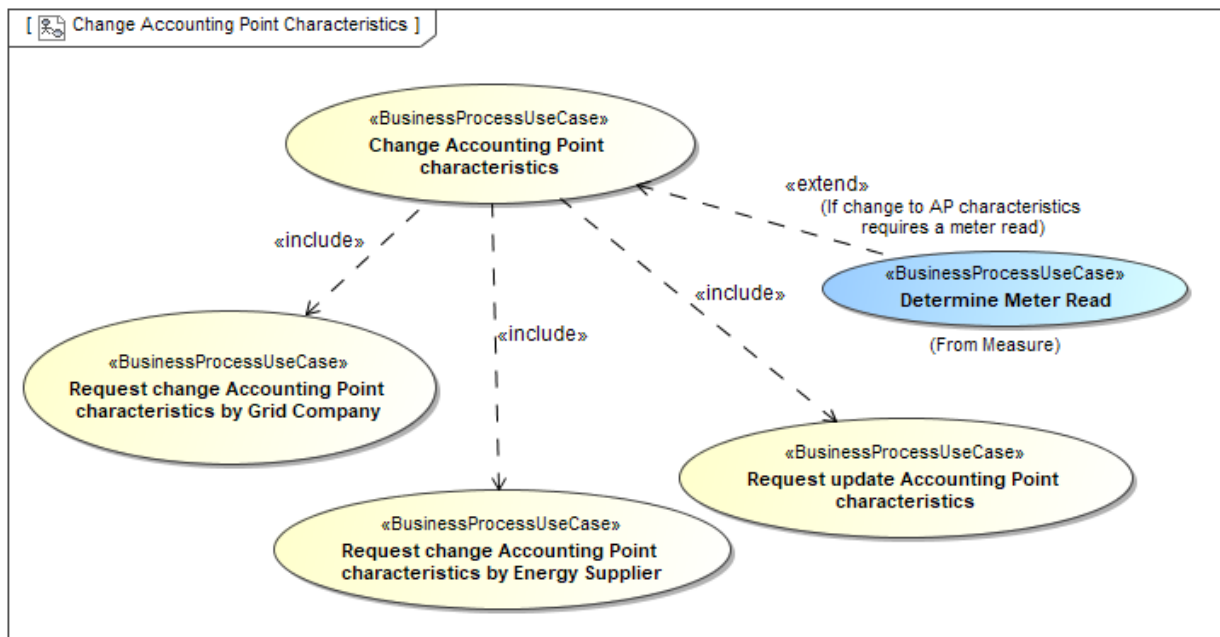 [ Change Accounting Point Characteristics ]
«BusinessProcessUseCase»
Change Accounting Point
characteristics
«extend»
(If change to AP characteristics
requires a meter read)
«include»
«BusinessProcessUseCase»
Determine Meter Read
(From Measure)
«include»
«include»
«BusinessProcessUseCase»
Request change Accounting Point
characteristics by Grid Company
«BusinessProcessUseCase»
Request update Accounting Point
characteristics
«BusinessProcessUseCase»
Request change Accounting Point
characteristics by Energy Supplier